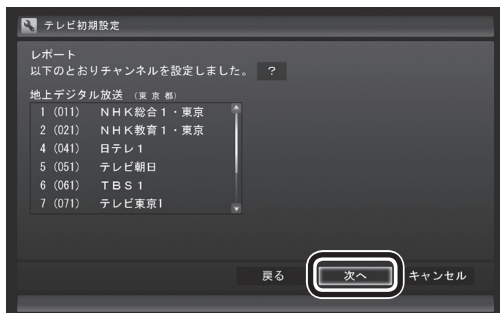 テレビ初期設定
レポート
以下のとおりチャンネルを設定しました。 ?
地上デジタル放送 (東京都)
1 (011) NHK総合1・東京
2 (021) NHK教育1・東京
4 (041) 日テレ1
5 (051) テレビ朝日
6 (061) TBS1
7 (071) テレビ東京1
戻る 次へ キャンセル